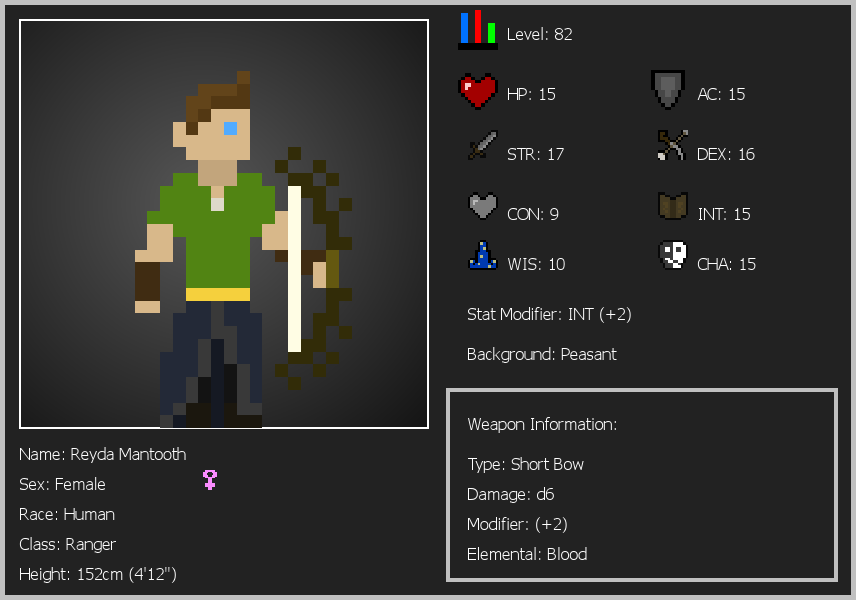 Level: 82
HP: 15
AC: 15
STR: 17
DEX: 16
CON: 9
INT: 15
WIS: 10
CHA: 15
Stat Modifier: INT (+2)
Background: Peasant
Weapon Information:
Type: Short Bow
Damage: d6
Modifier: (+2)
Elemental: Blood
Name: Reyda Mantooth
Sex: Female
Race: Human
Class: Ranger
Height: 152cm (4'12")